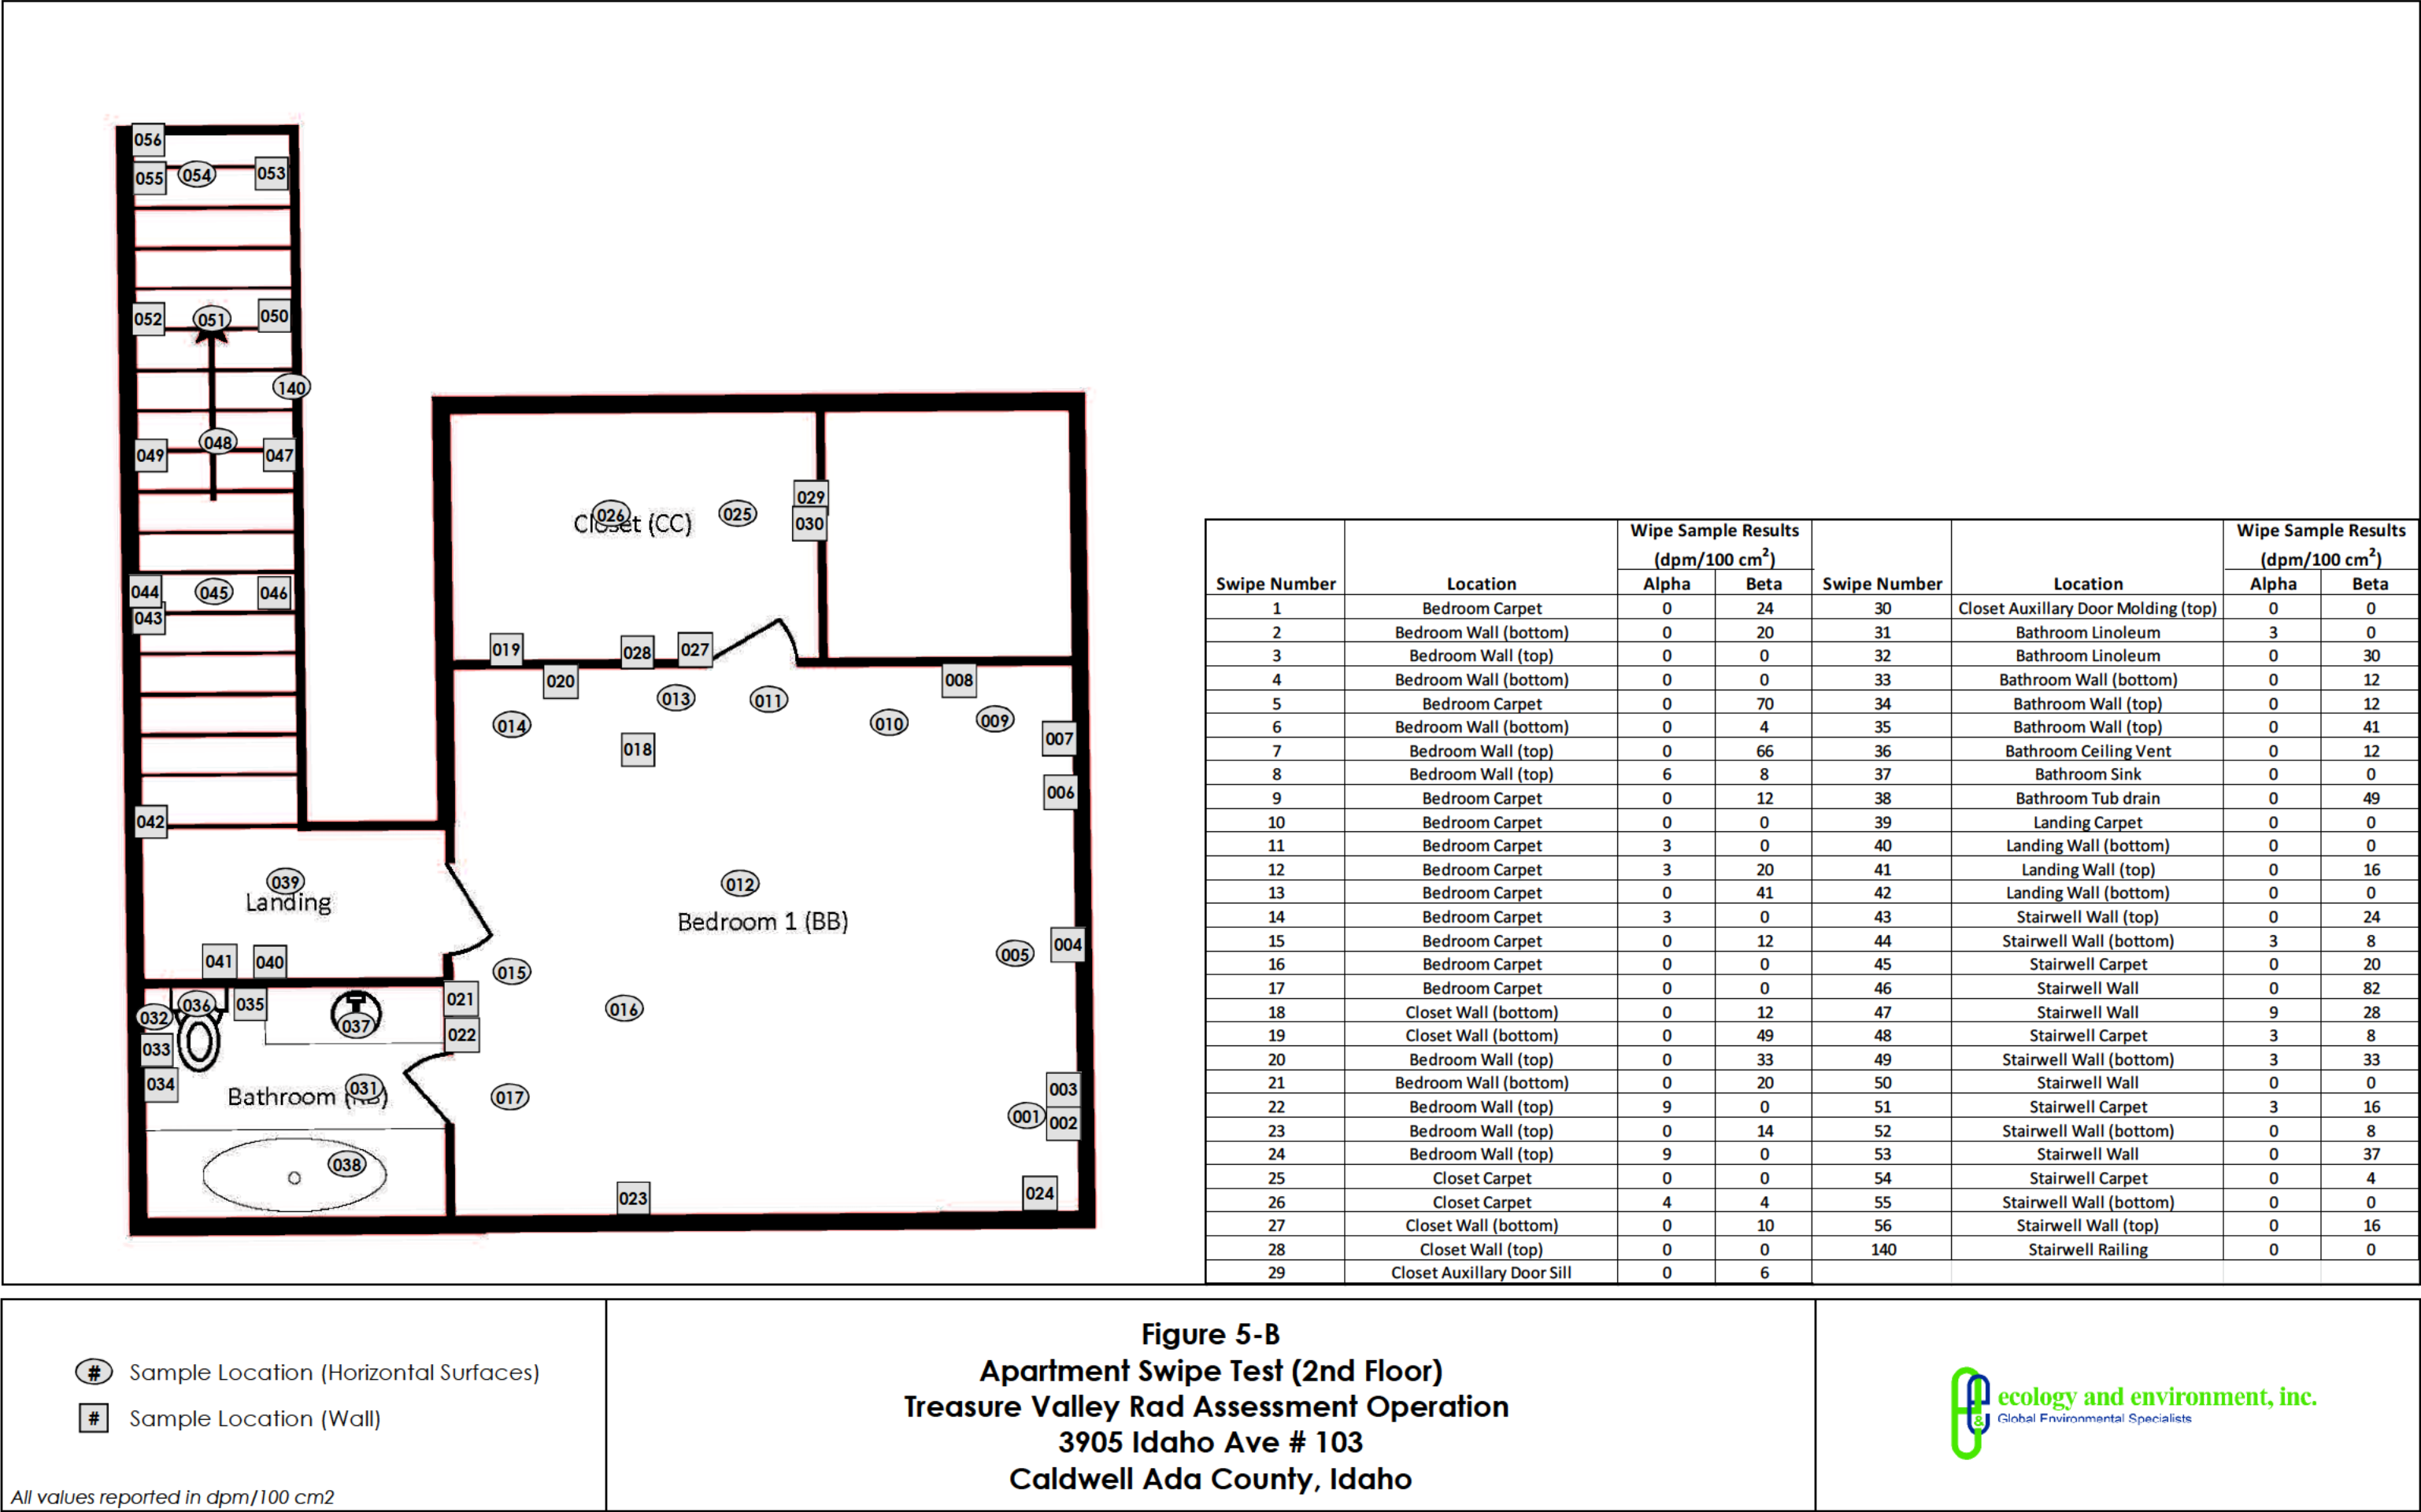 056
055 054 053
052 051 050
140
049 048 047
044 045 046
043
042
029
026 025
Closet (CC)
030
019 028 027
020 008
013 011
014 010 009
018 007
006
039 012
Landing Bedroom 1 (BB)
005 004
041 040
015
036 035 021
032 037 016
033 022
034 031 003
Bathroom 017
001 002
038
023 024
Wipe Sample Results Wipe Sample Results
(dpm/100 cm2) (dpm/100 cm2)
Swipe Number Location Alpha Beta Swipe Number Location Alpha Beta
1 Bedroom Carpet 0 24 30 Closet Auxillary Door Molding (top) 0 0
2 Bedroom Wall (bottom) 0 20 31 Bathroom Linoleum 3 0
3 Bedroom Wall (top) 0 0 32 Bathroom Linoleum 0 30
4 Bedroom Wall (bottom) 0 0 33 Bathroom Wall (bottom) 0 12
5 Bedroom Carpet 0 70 34 Bathroom Wall (top) 0 12
6 Bedroom Wall (bottom) 0 4 35 Bathroom Wall (top) 0 41
7 Bedroom Wall (top) 0 66 36 Bathroom Ceiling Vent 0 12
8 Bedroom Wall (top) 6 8 37 Bathroom Sink 0 0
9 Bedroom Carpet 0 12 38 Bathroom Tub drain 0 49
10 Bedroom Carpet 0 0 39 Landing Carpet 0 0
11 Bedroom Carpet 3 0 40 Landing Wall (bottom) 0 0
12 Bedroom Carpet 3 20 41 Landing Wall (top) 0 16
13 Bedroom Carpet 0 41 42 Landing Wall (bottom) 0 0
14 Bedroom Carpet 3 0 43 Stairwell Wall (top) 0 24
15 Bedroom Carpet 0 12 44 Stairwell Wall (bottom) 3 8
16 Bedroom Carpet 0 0 45 Stairwell Carpet 0 20
17 Bedroom Carpet 0 0 46 Stairwell Wall 0 82
18 Closet Wall (bottom) 0 12 47 Stairwell Wall 9 28
19 Closet Wall (bottom) 0 49 48 Stairwell Carpet 3 8
20 Bedroom Wall (top) 0 33 49 Stairwell Wall (bottom) 3 33
21 Bedroom Wall (bottom) 0 20 50 Stairwell Wall 0 0
22 Bedroom Wall (top) 9 0 51 Stairwell Carpet 3 16
23 Bedroom Wall (top) 0 14 52 Stairwell Wall (bottom) 0 8
24 Bedroom Wall (top) 9 0 53 Stairwell Wall 0 37
25 Closet Carpet 0 0 54 Stairwell Carpet 0 4
26 Closet Carpet 4 4 55 Stairwell Wall (bottom) 0 0
27 Closet Wall (bottom) 0 10 56 Stairwell Wall (top) 0 16
28 Closet Wall (top) 0 0 140 Stairwell Railing 0 0
29 Closet Auxillary Door Sill 0 6
# Sample Location (Horizontal Surfaces)
# Sample Location (Wall)
All values reported in dpm/100 cm2
Figure 5-B
Apartment Swipe Test (2nd Floor)
Treasure Valley Rad Assessment Operation
3905 Idaho Ave # 103
Caldwell Ada County, Idaho
&
ecology and environment, inc.
Global Environmental Specialists